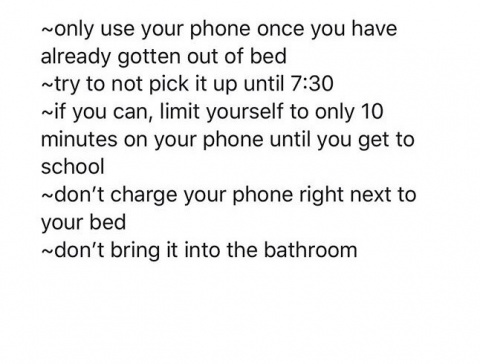 ~only use your phone once you have
already gotten out of bed
~try to not pick it up until 7:30
~if you can, limit yourself to only 10
minutes on your phone until you get to
school
~don’t charge your phone right next to
your bed
~don’t bring it into the bathroom